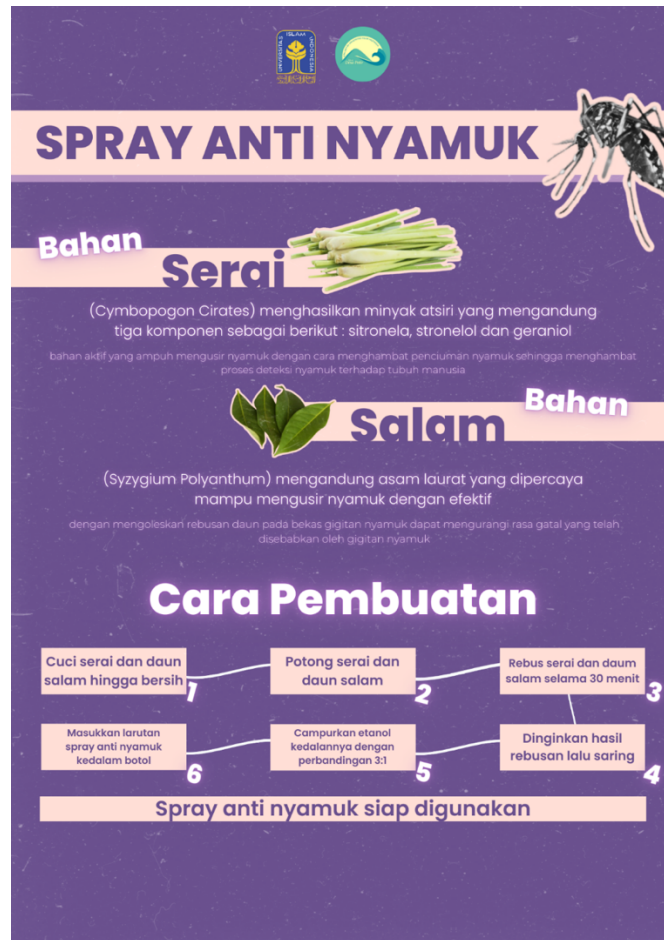 UNIVERSITAS
ISLAM
INDONESIA
SPRAY ANTI NYAMUK
Bahan
Serai
(Cymbopogon Cirates) menghasilkan minyak atsiri yang mengandung
tiga komponen sebagai berikut : sitronela, stronelol dan geraniol
bahan aktif yang ampuh mengusir nyamuk dengan cara menghambat penciuman nyamuk sehingga menghambat
proses deteksi nyamuk terhadap tubuh manusia
Bahan
Salam
(Syzygium Polyanthum) mengandung asam laurat yang dipercaya
mampu mengusir nyamuk dengan efektif
dengan mengoleskan rebusan daun pada bekas gigitan nyamuk dapat mengurangi rasa gatal yang telah
disebabkan oleh gigitan nyamuk
Cara Pembuatan
Cuci serai dan daun
salam hingga bersih
1
Potong serai dan
daun salam
2
Rebus serai dan daum
salam selama 30 menit
3
Dinginkan hasil
rebusan lalu saring
4
Campurkan etanol
kedalannya dengan
perbandingan 3:1
5
Masukkan larutan
spray anti nyamuk
kedalam botol
6
Spray anti nyamuk siap digunakan